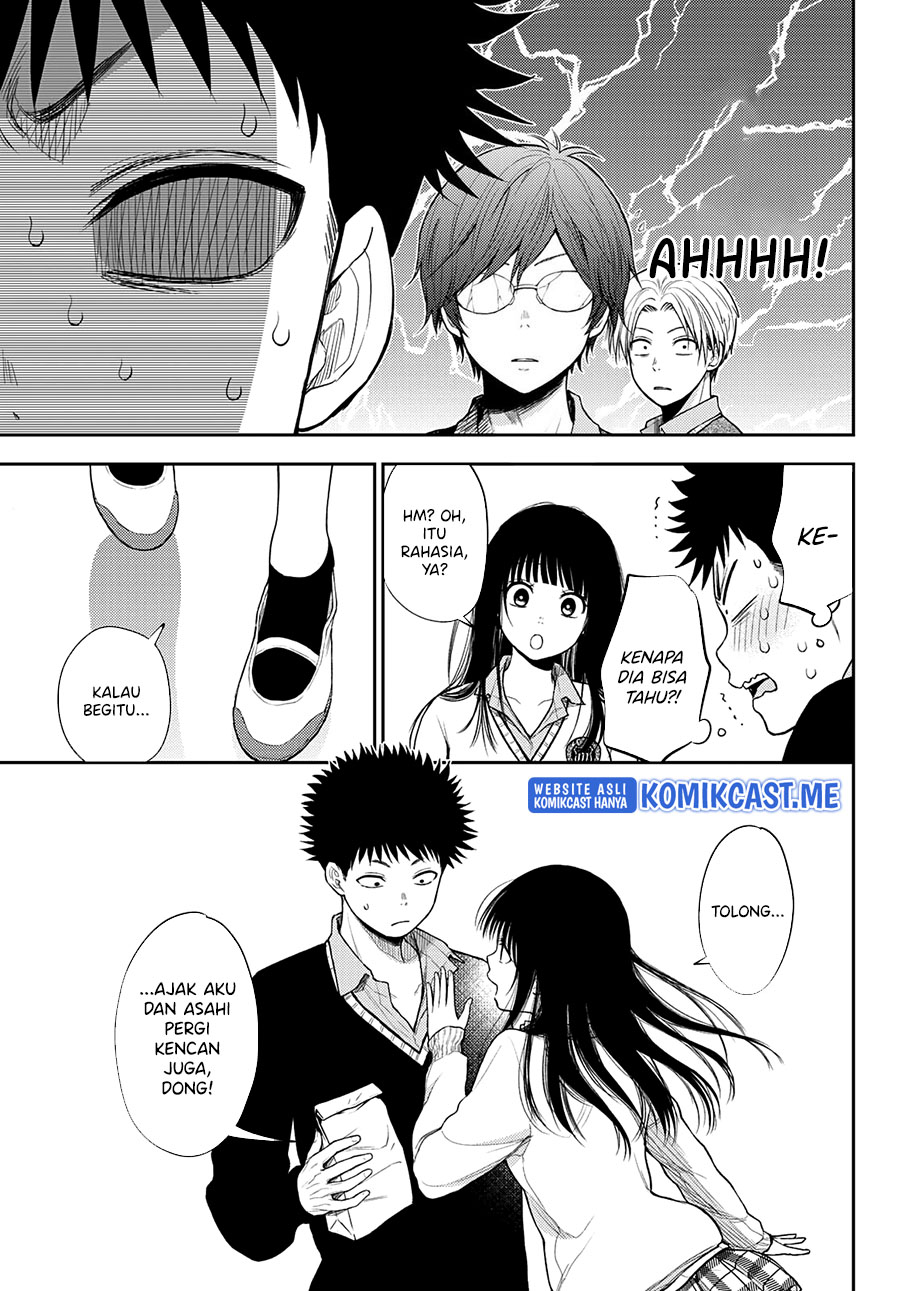 AHHHH!
KE-
KENAPA
DIA BISA
TAHU?!
HM? OH,
ITU
RAHASIA,
YA?
KALAU
BEGITU...
WEBSITE ASLI
KOMIKCAST HANYA
KOMIKCAST.ME
TOLONG...
...AJAK AKU
DAN ASAHI
PERGI
KENCAN
JUGA,
DONG!